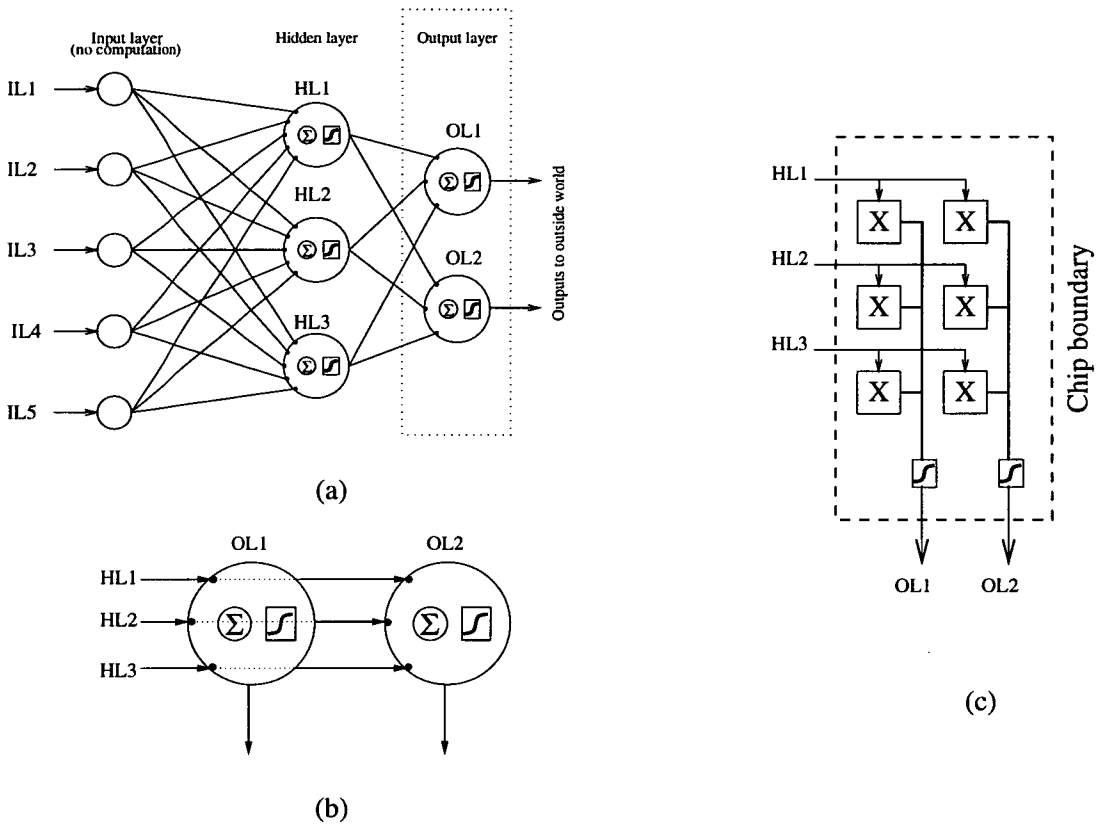 Input layer
(no computation)
Hidden layer
Output layer
IL1
IL2
IL3
IL4
IL5
HL1
Σ
HL2
Σ
HL3
Σ
OL1
Σ
OL2
Σ
Outputs to outside world
(a)
OL1
OL2
HL1
HL2
HL3
Σ
Σ
(b)
HL1
X
X
HL2
X
X
HL3
X
X
Chip boundary
OL1
OL2
(c)